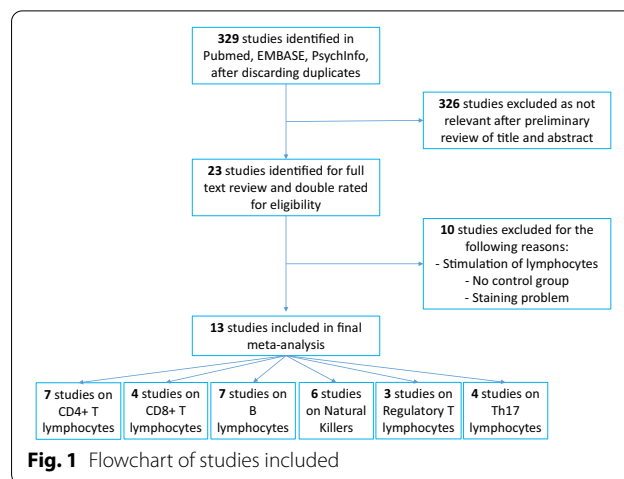 329 studies identified in
Pubmed, EMBASE, PsychInfo,
after discarding duplicates
326 studies excluded as not
relevant after preliminary
review of title and abstract
23 studies identified for full
text review and double rated
for eligibility
10 studies excluded for the
following reasons:
- Stimulation of lymphocytes
- No control group
- Staining problem
13 studies included in final
meta-analysis
7 studies on
CD4+ T
lymphocytes
4 studies on
CD8+ T
lymphocytes
7 studies on
B
lymphocytes
6 studies
on Natural
Killers
3 studies on
Regulatory T
lymphocytes
4 studies on
Th17
lymphocytes
Fig. 1 Flowchart of studies included